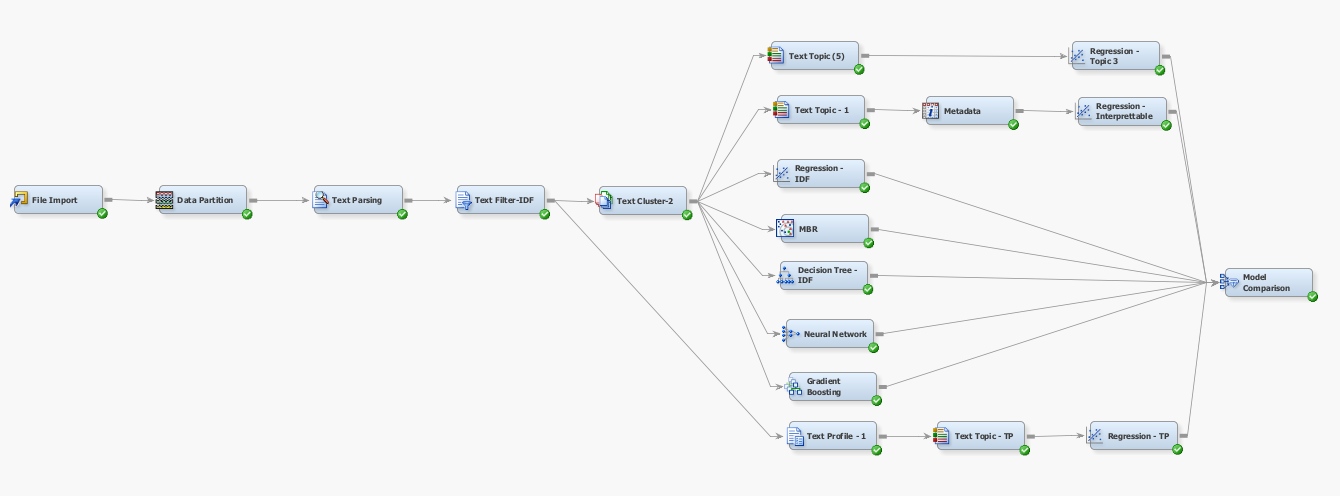 Text Topic (5)
Regression -
Topic 3
Text Topic - 1
Metadata
Regression -
Interprettable
Regression -
IDF
File Import
Data Partition
Text Parsing
Text Filter-IDF
Text Cluster-2
MBR
Decision Tree -
IDF
Model
Comparison
Neural Network
Gradient
Boosting
Text Profile - 1
Text Topic - TP
Regression - TP